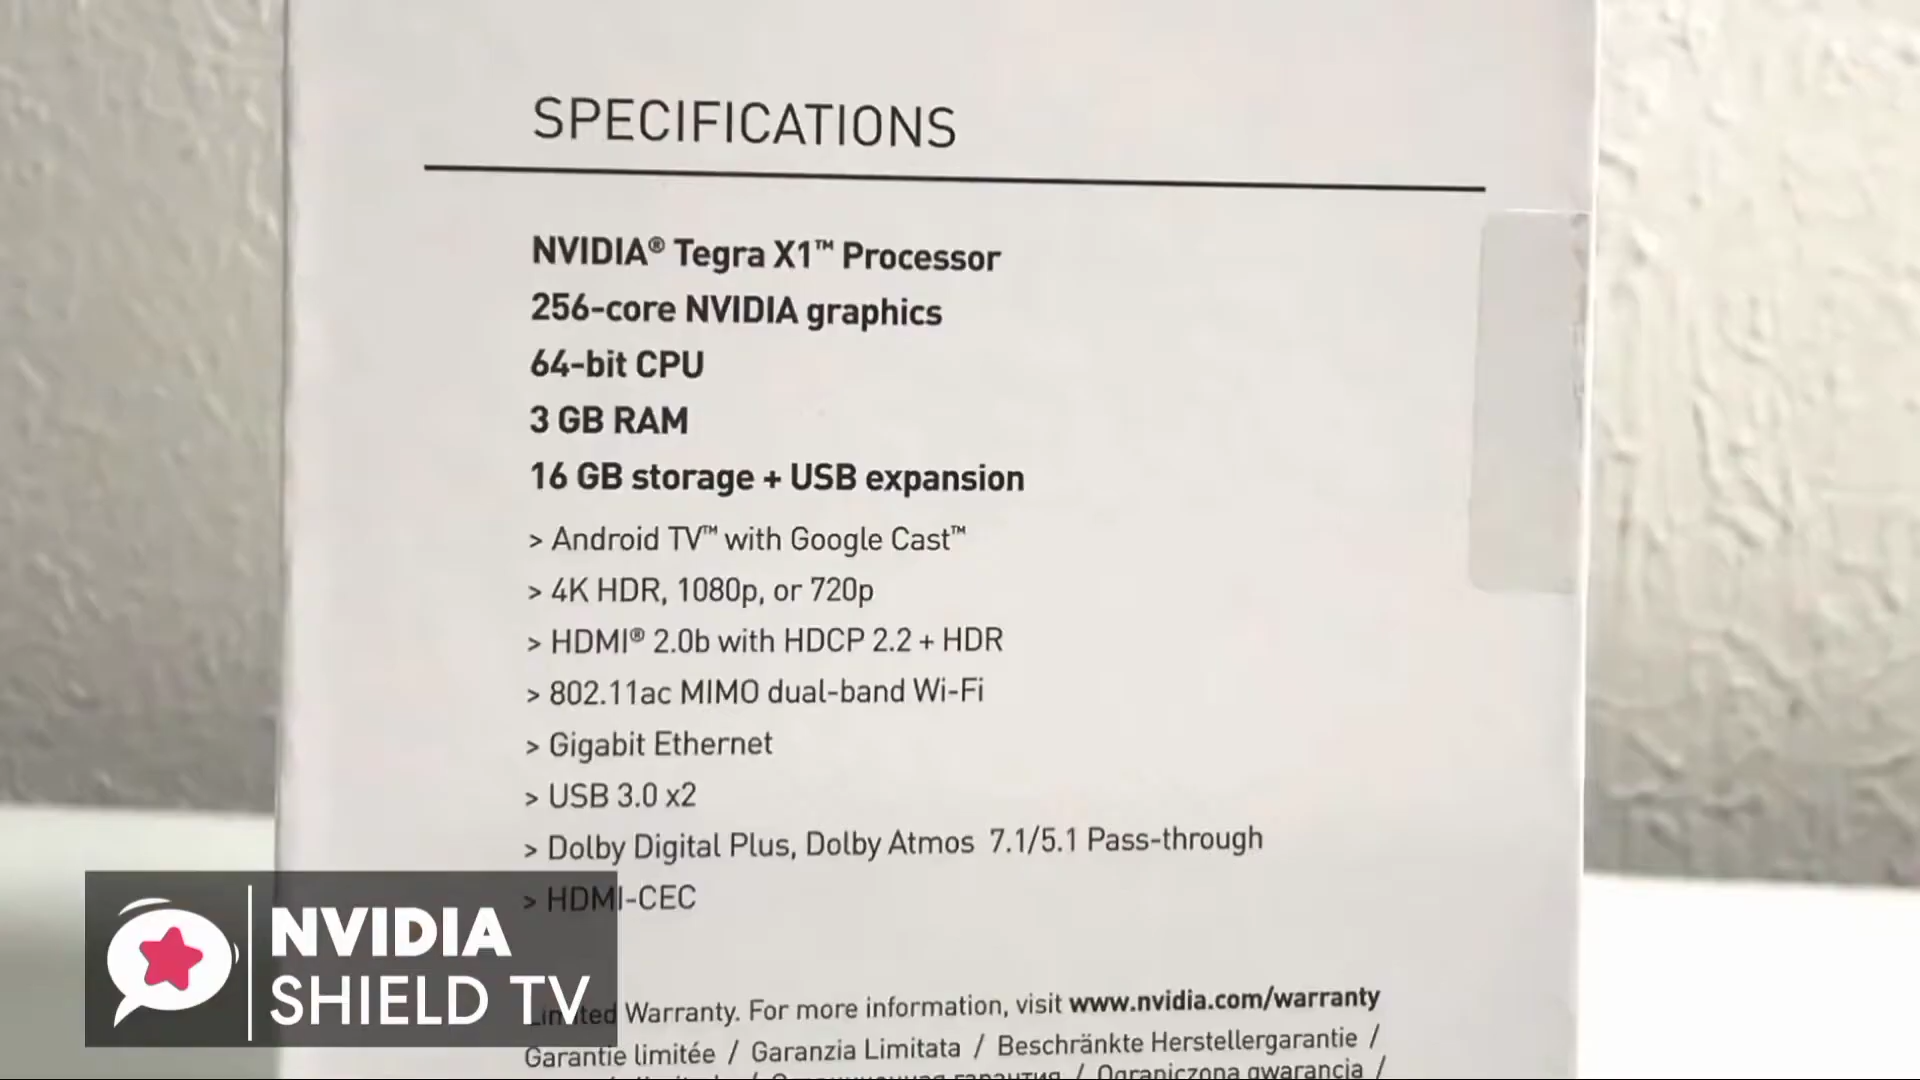 SPECIFICATIONS
NVIDIA® Tegra X1™ Processor
256-core NVIDIA graphics
64-bit CPU
3 GB RAM
16 GB storage + USB expansion
> Android TV™ with Google Cast™
> 4K HDR, 1080p, or 720p
> HDMI® 2.0b with HDCP 2.2 + HDR
> 802.11ac MIMO dual-band Wi-Fi
> Gigabit Ethernet
> USB 3.0 x2
> Dolby Digital Plus, Dolby Atmos 7.1/5.1 Pass-through
> HDMI-CEC
Limited Warranty. For more information, visit www.nvidia.com/warranty
Garantie limitée / Garanzia Limitata / Beschränkte Herstellergarantie /
/ Ograniczona gwarancja /
NVIDIA
SHIELD TV